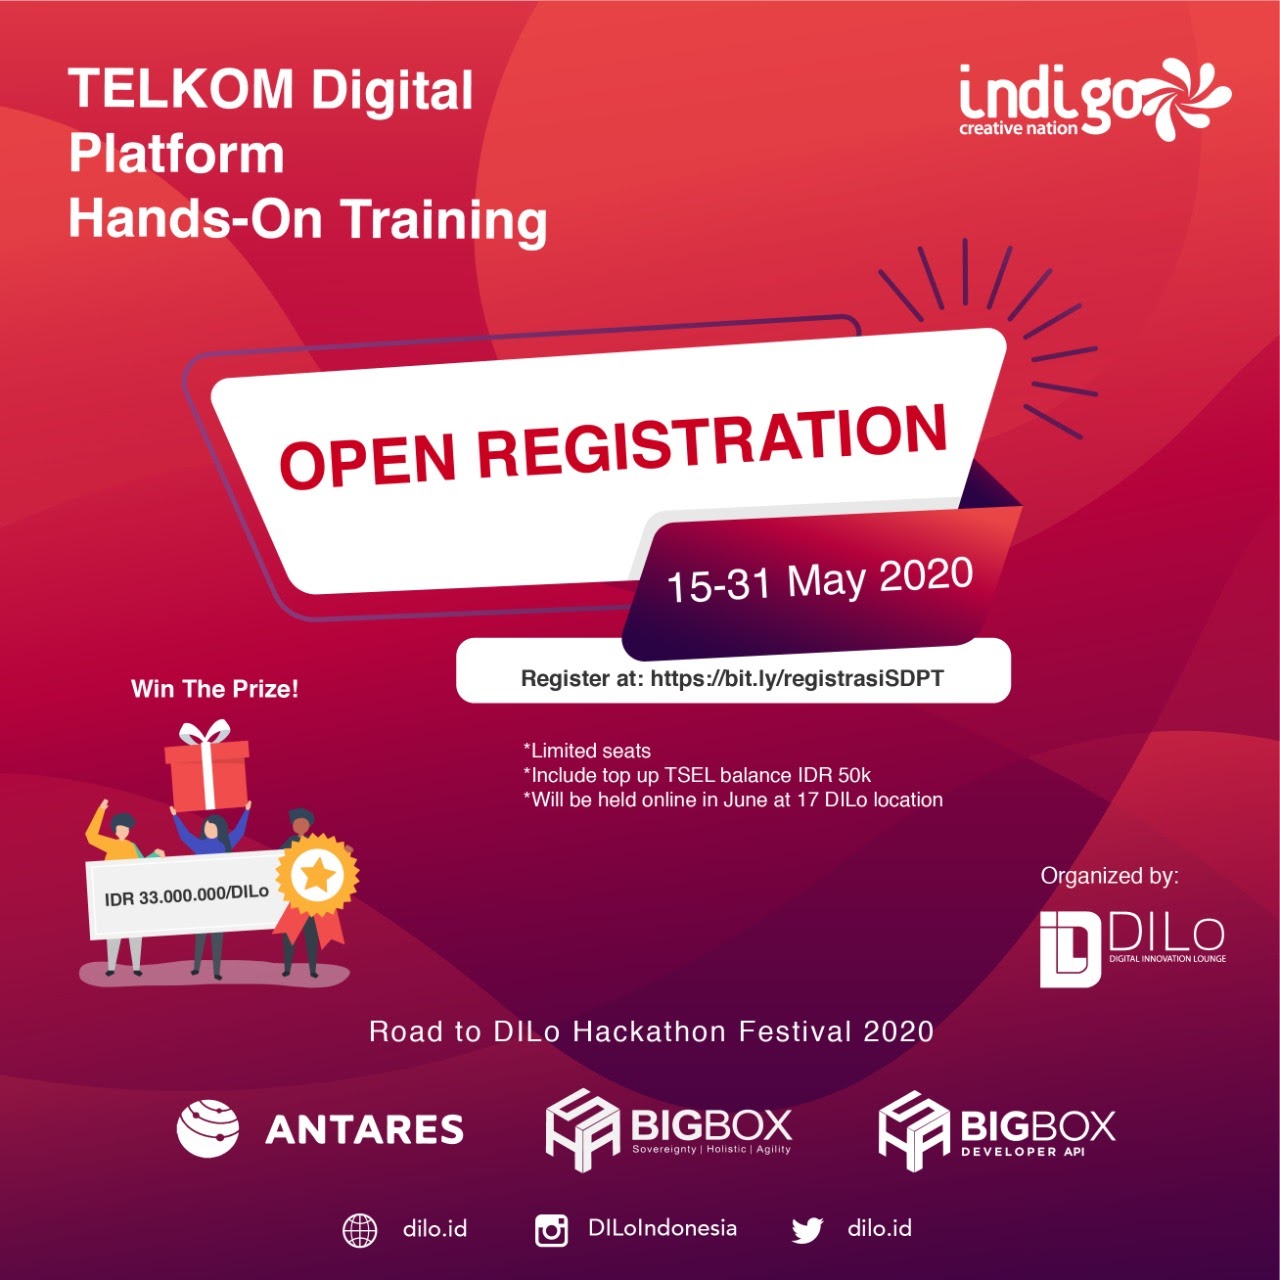 TELKOM Digital
Platform
Hands-On Training
indigo
creative nation
OPEN REGISTRATION
15-31 May 2020
Register at: https://bit.ly/registrasiSDPT
Win The Prize!
*Limited seats
*Include top up TSEL balance IDR 50k
*Will be held online in June at 17 DILo location
IDR 33.000.000/DILo
Organized by:
DILo
DIGITAL INNOVATION LOUNGE
Road to DILo Hackathon Festival 2020
ANTARES
BIGBOX
Sovereignty | Holistic | Agility
BIGBOX
DEVELOPER API
dilo.id
DILoIndonesia
dilo.id